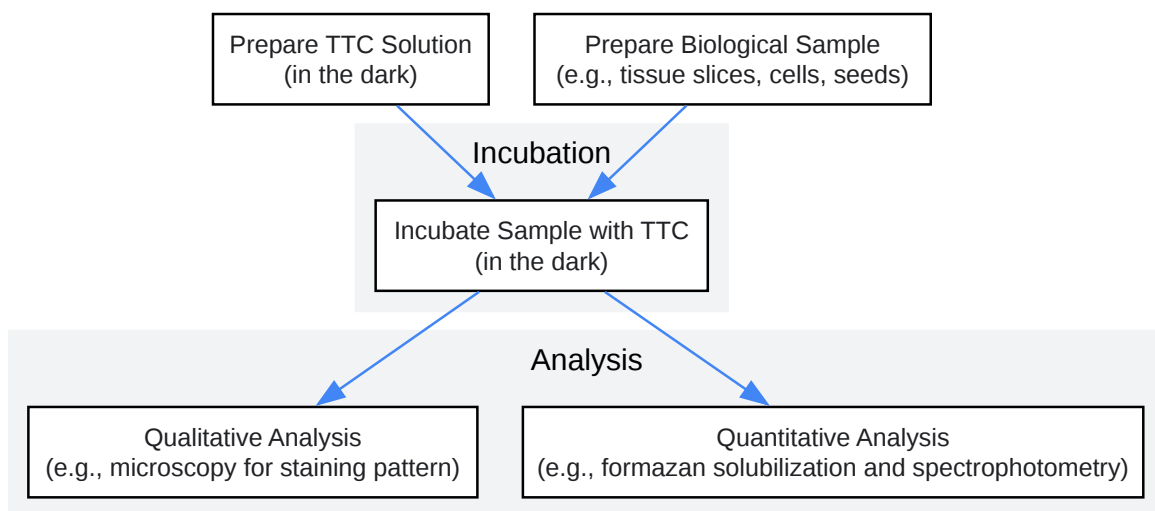 Prepare TTC Solution
(in the dark)
Prepare Biological Sample
(e.g., tissue slices, cells, seeds)
Incubation
Incubate Sample with TTC
(in the dark)
Analysis
Qualitative Analysis
(e.g., microscopy for staining pattern)
Quantitative Analysis
(e.g., formazan solubilization and spectrophotometry)